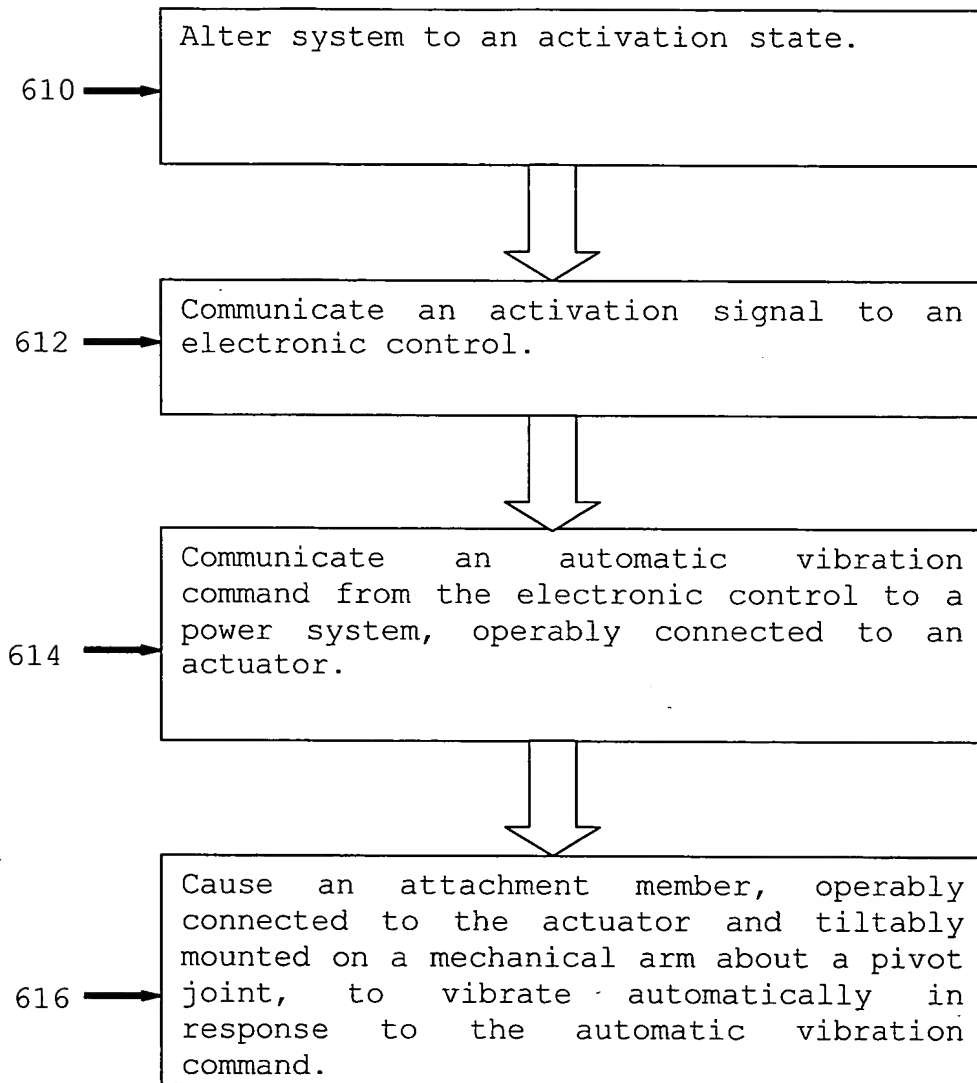 Alter system to an activation state.
610
Communicate an activation signal to an
electronic control.
612
Communicate an automatic vibration
command from the electronic control to a
power system, operably connected to an
actuator.
614
Cause an attachment member, operably
connected to the actuator and tiltably
mounted on a mechanical arm about a pivot
joint, to vibrate automatically in
response to the automatic vibration
command.
616